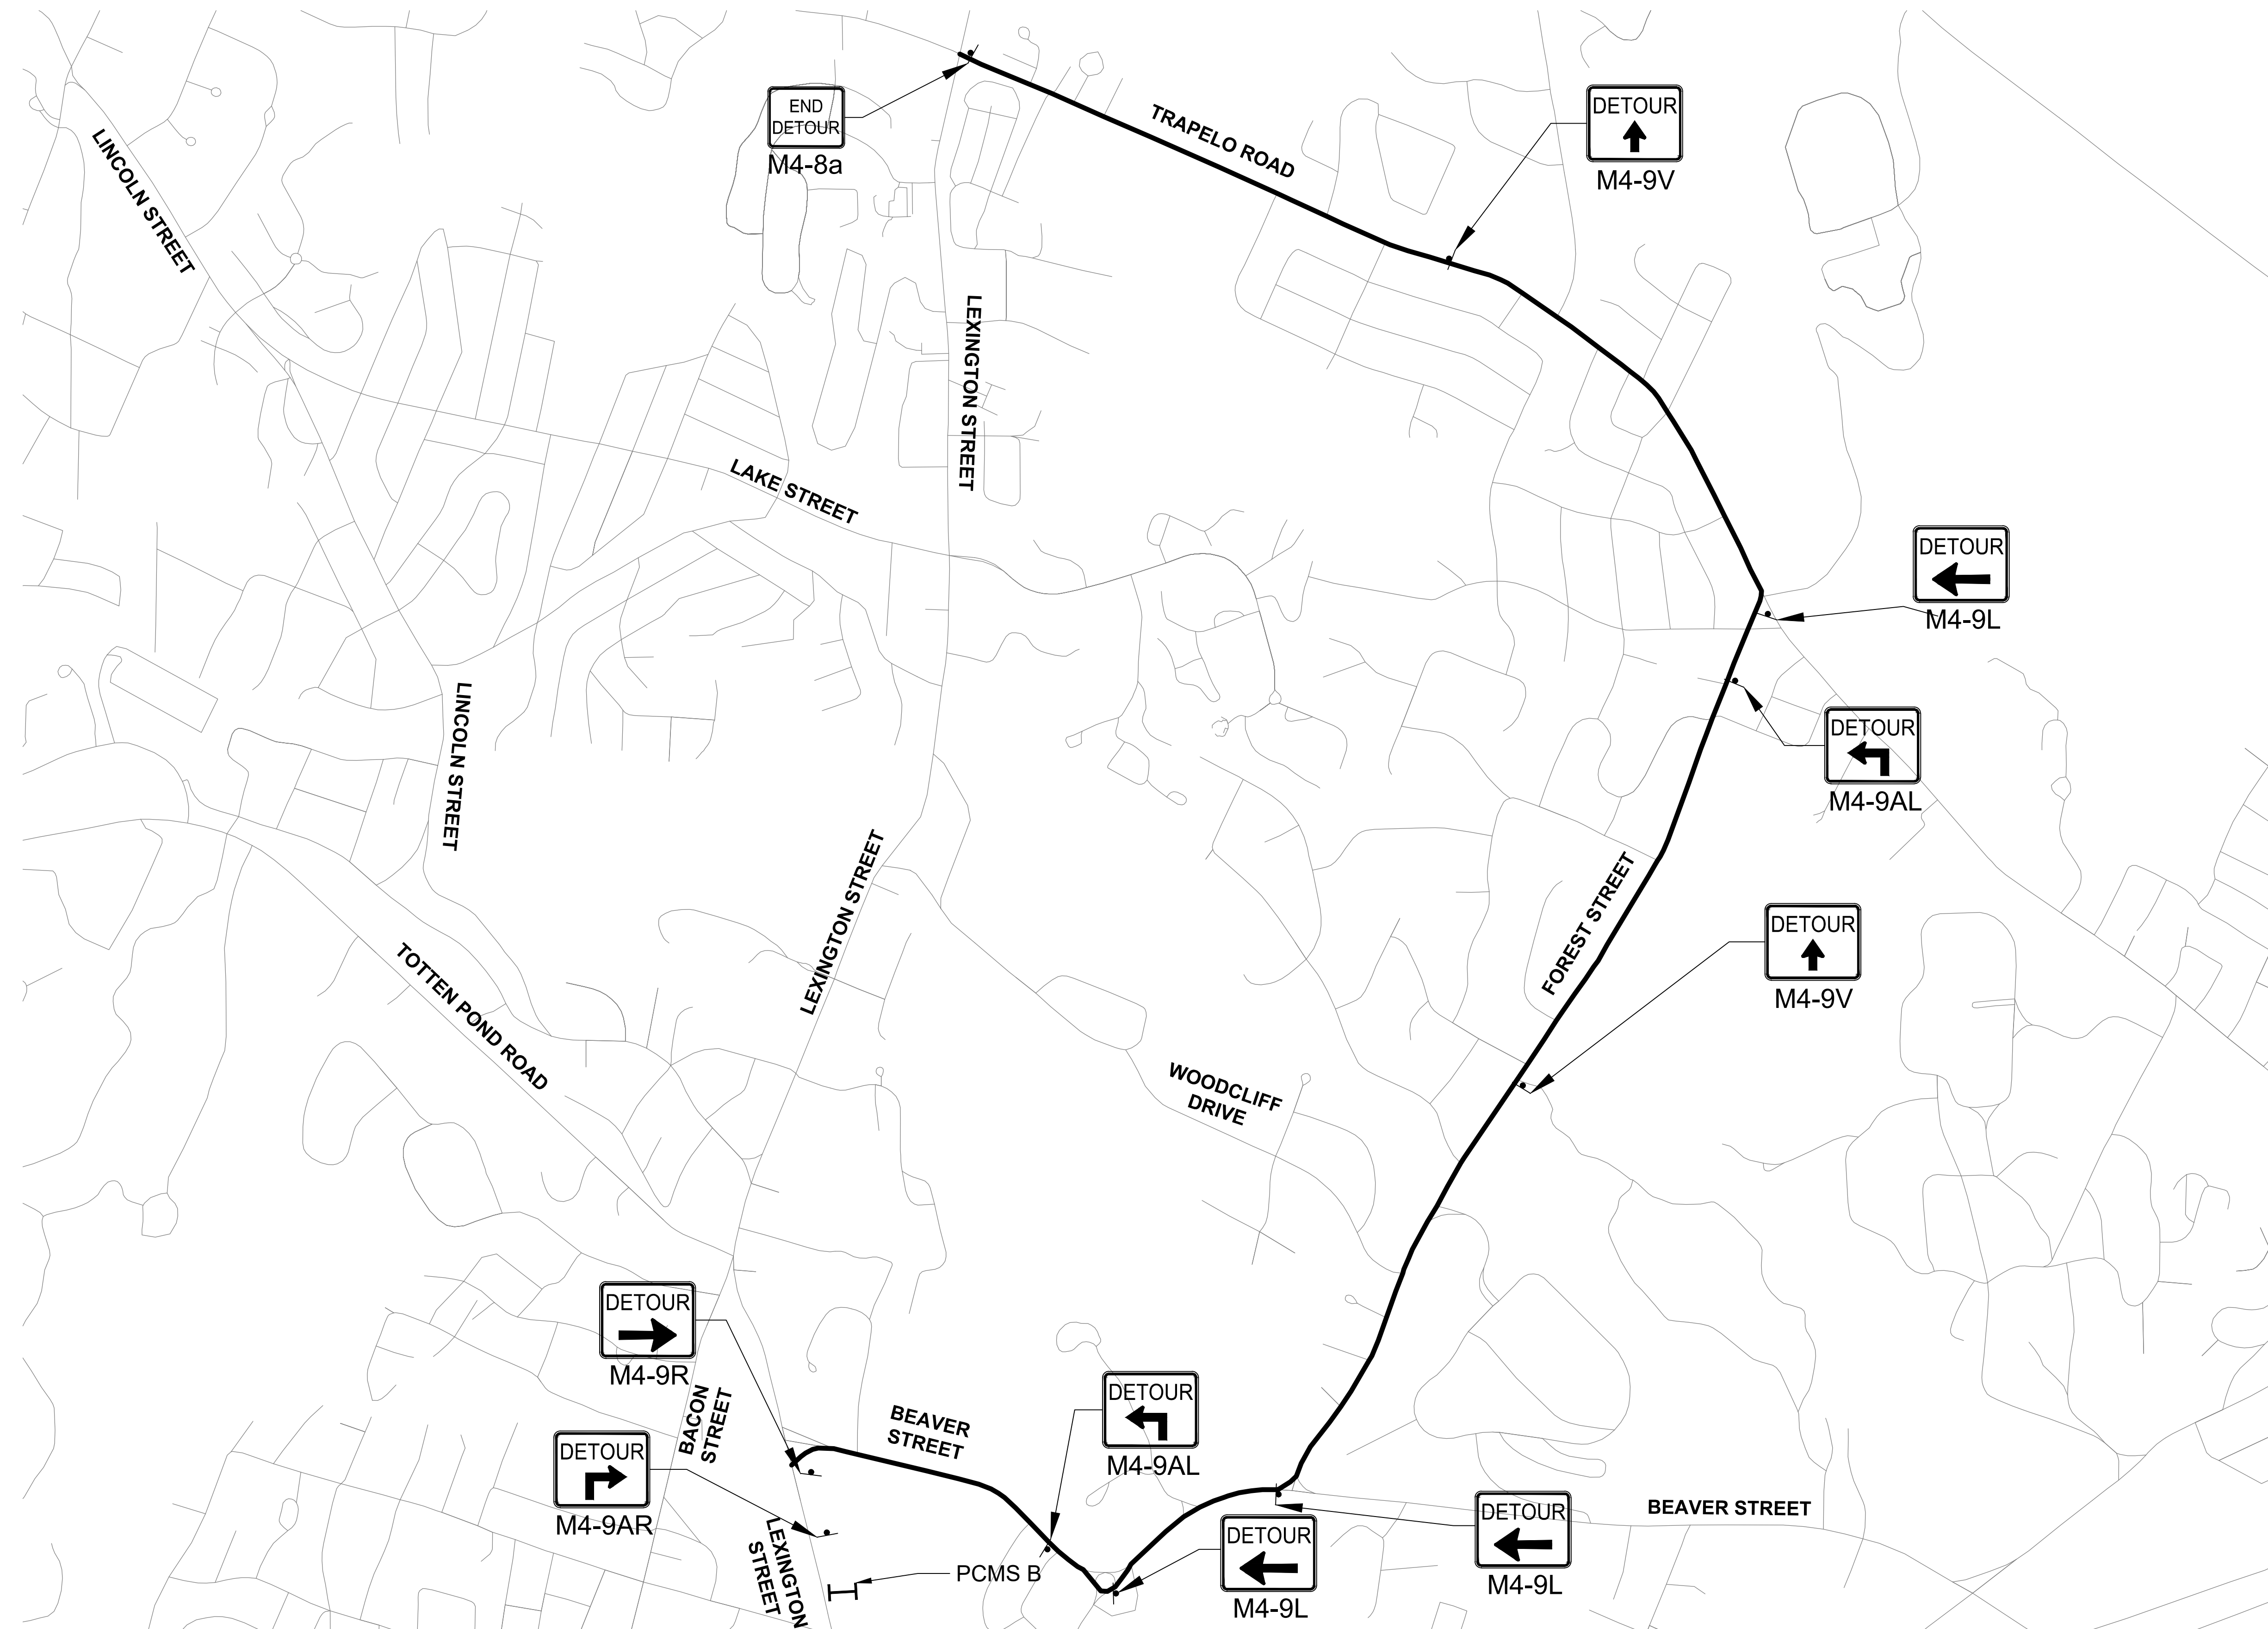 END
DETOUR
M4-8a
TRAPELO ROAD
DETOUR
M4-9V
LINCOLN STREET
LEXINGTON STREET
LAKE STREET
DETOUR
M4-9L
LINCOLN STREET
DETOUR
M4-9AL
LEXINGTON STREET
FOREST STREET
DETOUR
M4-9V
TOTTEN POND ROAD
WOODCLIFF
DRIVE
DETOUR
M4-9R
BACON
STREET
BEAVER
STREET
DETOUR
M4-9AL
DETOUR
M4-9AR
LEXINGTON
STREET
PCMS B
DETOUR
M4-9L
DETOUR
M4-9L
BEAVER STREET